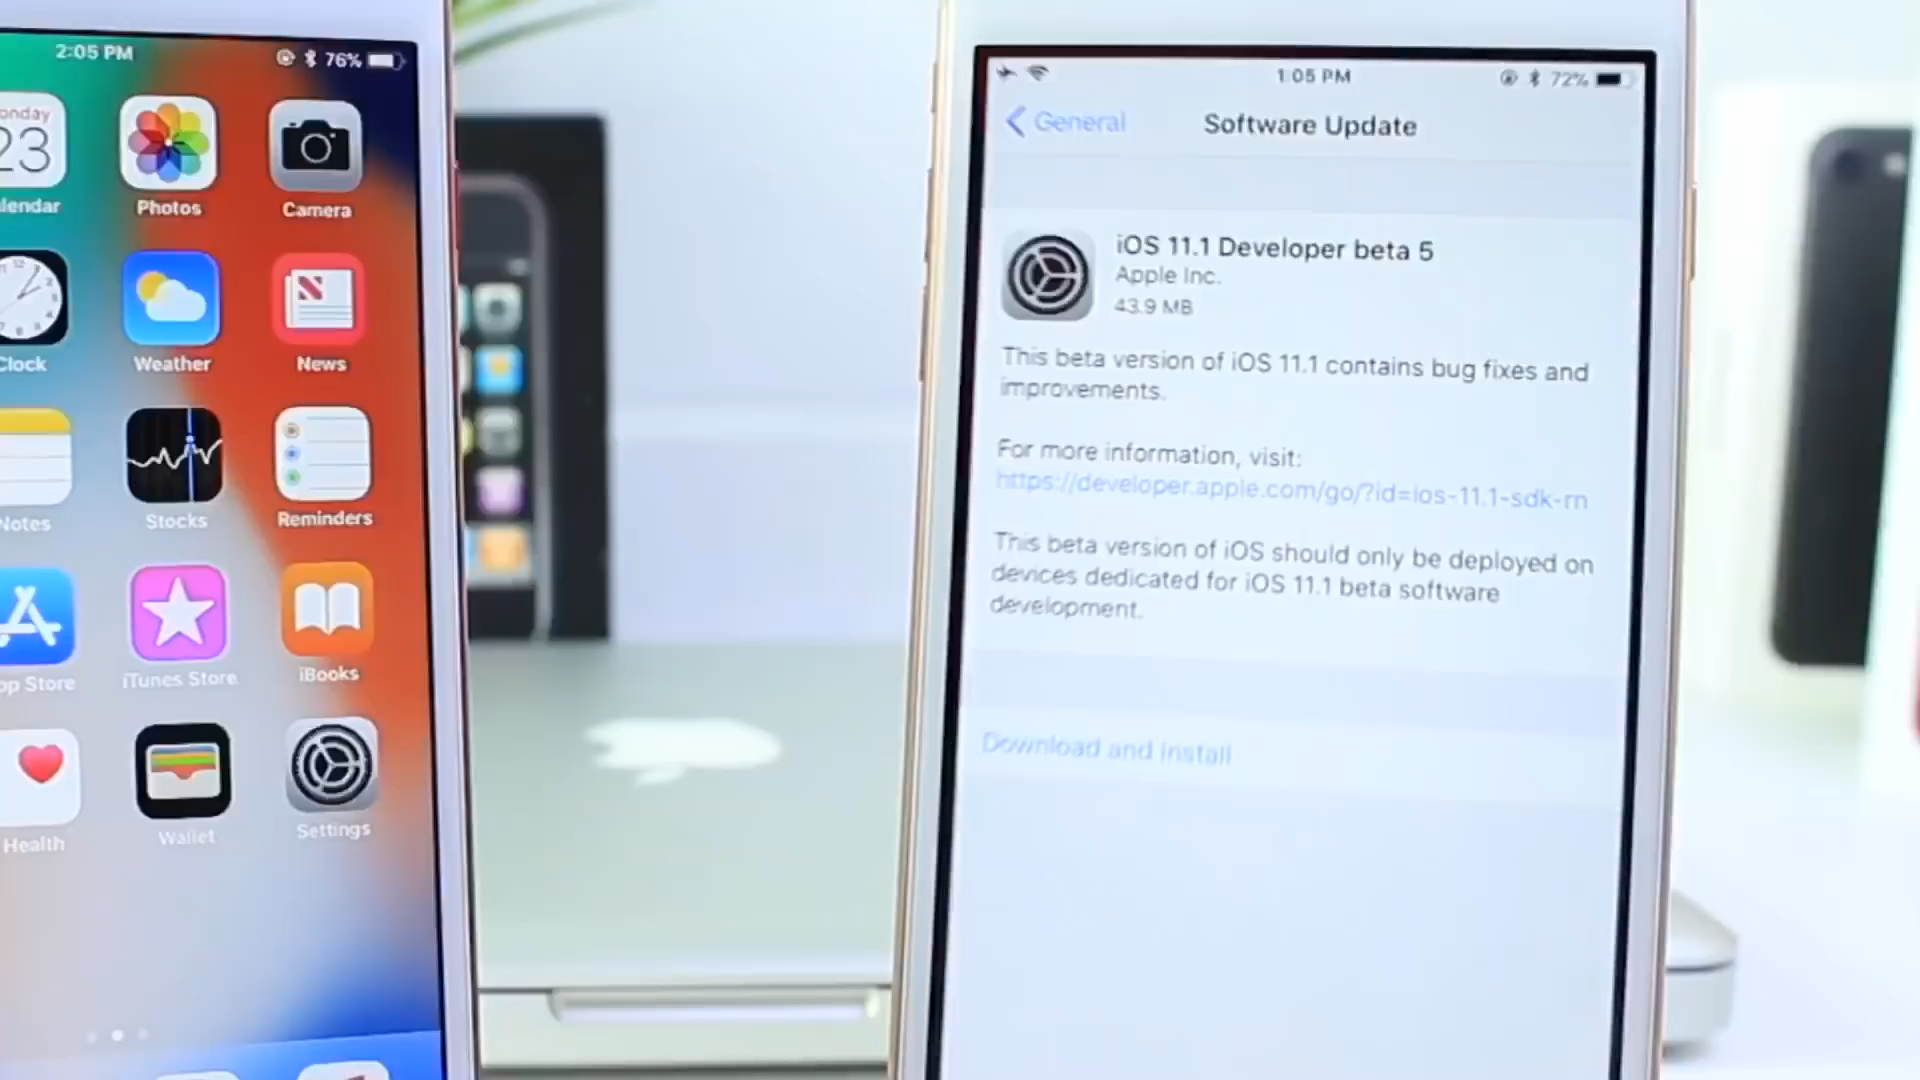 2:05 PM
76%
onday
23
lendar
Photos
Camera
Clock
Weather
News
Notes
Stocks
Reminders
pp Store
iTunes Store
iBooks
Health
Wallet
Settings
1:05 PM
72%
General
Software Update
iOS 11.1 Developer beta 5
Apple Inc.
43.9 MB
This beta version of iOS 11.1 contains bug fixes and
improvements.
For more information, visit:
https://developer.apple.com/go/?id=ios-11.1-sdk-rn
This beta version of iOS should only be deployed on
devices dedicated for iOS 11.1 beta software
development.
Download and Install